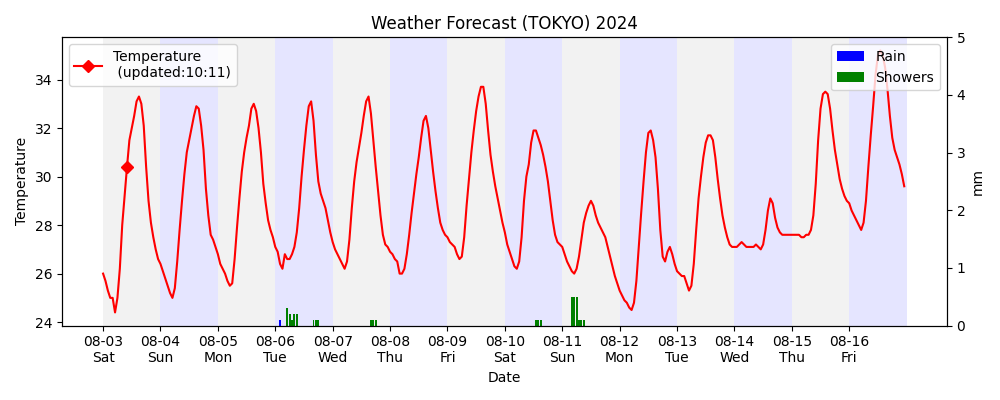 Weather Forecast (TOKYO) 2024
Temperature
(updated:10:11)
Rain
Showers
Temperature
34
32
30
28
26
24
5
4
3
2
1
0
mm
08-03 08-04 08-05 08-06 08-07 08-08 08-09 08-10 08-11 08-12 08-13 08-14 08-15 08-16
Sat Sun Mon Tue Wed Thu Fri Sat Sun Mon Tue Wed Thu Fri
Date